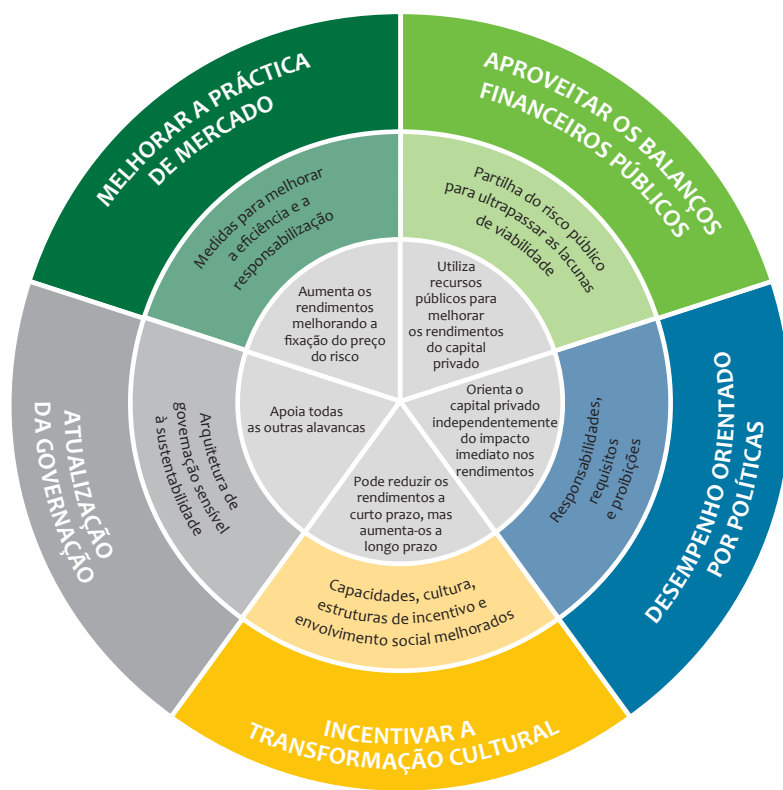 MELHORAR A PRÁCTICA
DE MERCADO
Medidas para melhorar
a eficiência e a
responsabilização
Aumenta os
rendimentos
melhorando a
fixação do preço
do risco
APROVEITAR OS BALANÇOS
FINANCEIROS PÚBLICOS
Partilha do risco público
para ultrapassar as lacunas
de viabilidade
Utiliza
recursos
públicos para
melhorar
os rendimentos
do capital
privado
DESEMPENHO ORIENTADO
POR POLÍTICAS
Responsabilidades,
requisitos
e proibições
Orienta o
capital privado
independentemente
do impacto
imediato nos
rendimentos
INCENTIVAR A
TRANSFORMAÇÃO CULTURAL
Capacidades, cultura,
estruturas de incentivo e
envolvimento social melhorados
Pode reduzir os
rendimentos a
curto prazo, mas
aumenta-os a
longo prazo
ATUALIZAÇÃO
DA GOVERNAÇÃO
Arquitetura de
governação sensível
à sustentabilidade
Apoia todas
as outras alavancas